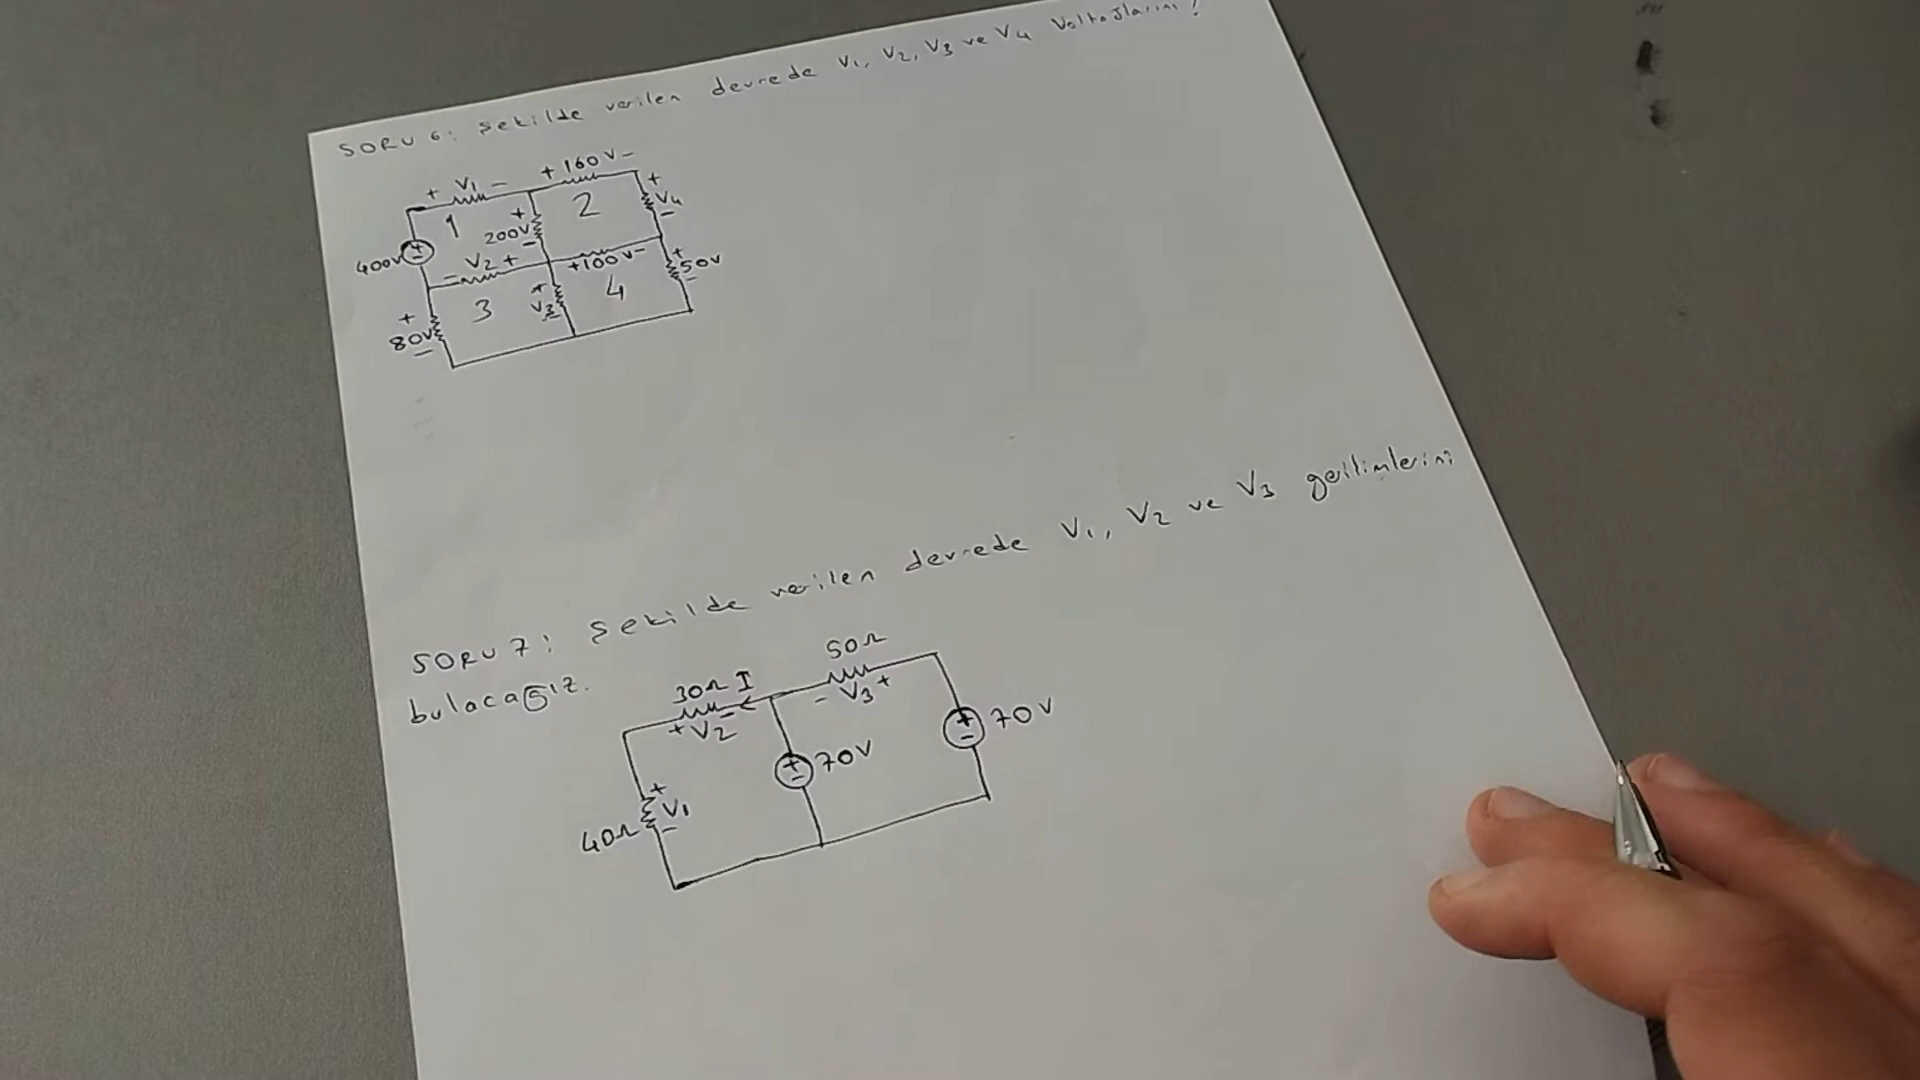 SORU 6: Şekilde verilen devrede V1, V2, V3 ve V4 Voltajlarını?
+ V1 -
+ 160 V -
1
2
+
200V
-
+
V4
-
400V
+
-
- V2 +
+100V-
3
4
+
V3
-
+
50V
-
+
80V
-
SORU 7: Şekilde verilen devrede V1, V2 ve V3 gerilimlerini
bulacağız.
30Ω I
50Ω
+ V2 -
- V3 +
+
-
70V
+
-
70V
40Ω
+
V1
-